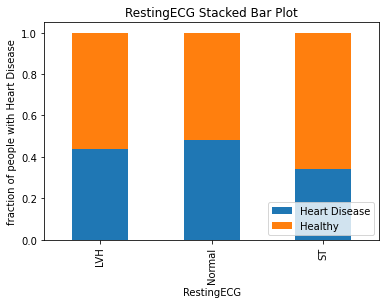 RestingECG Stacked Bar Plot
fraction of people with Heart Disease
1.0
0.8
0.6
0.4
0.2
0.0
Heart Disease
Healthy
LVH
Normal
ST
RestingECG